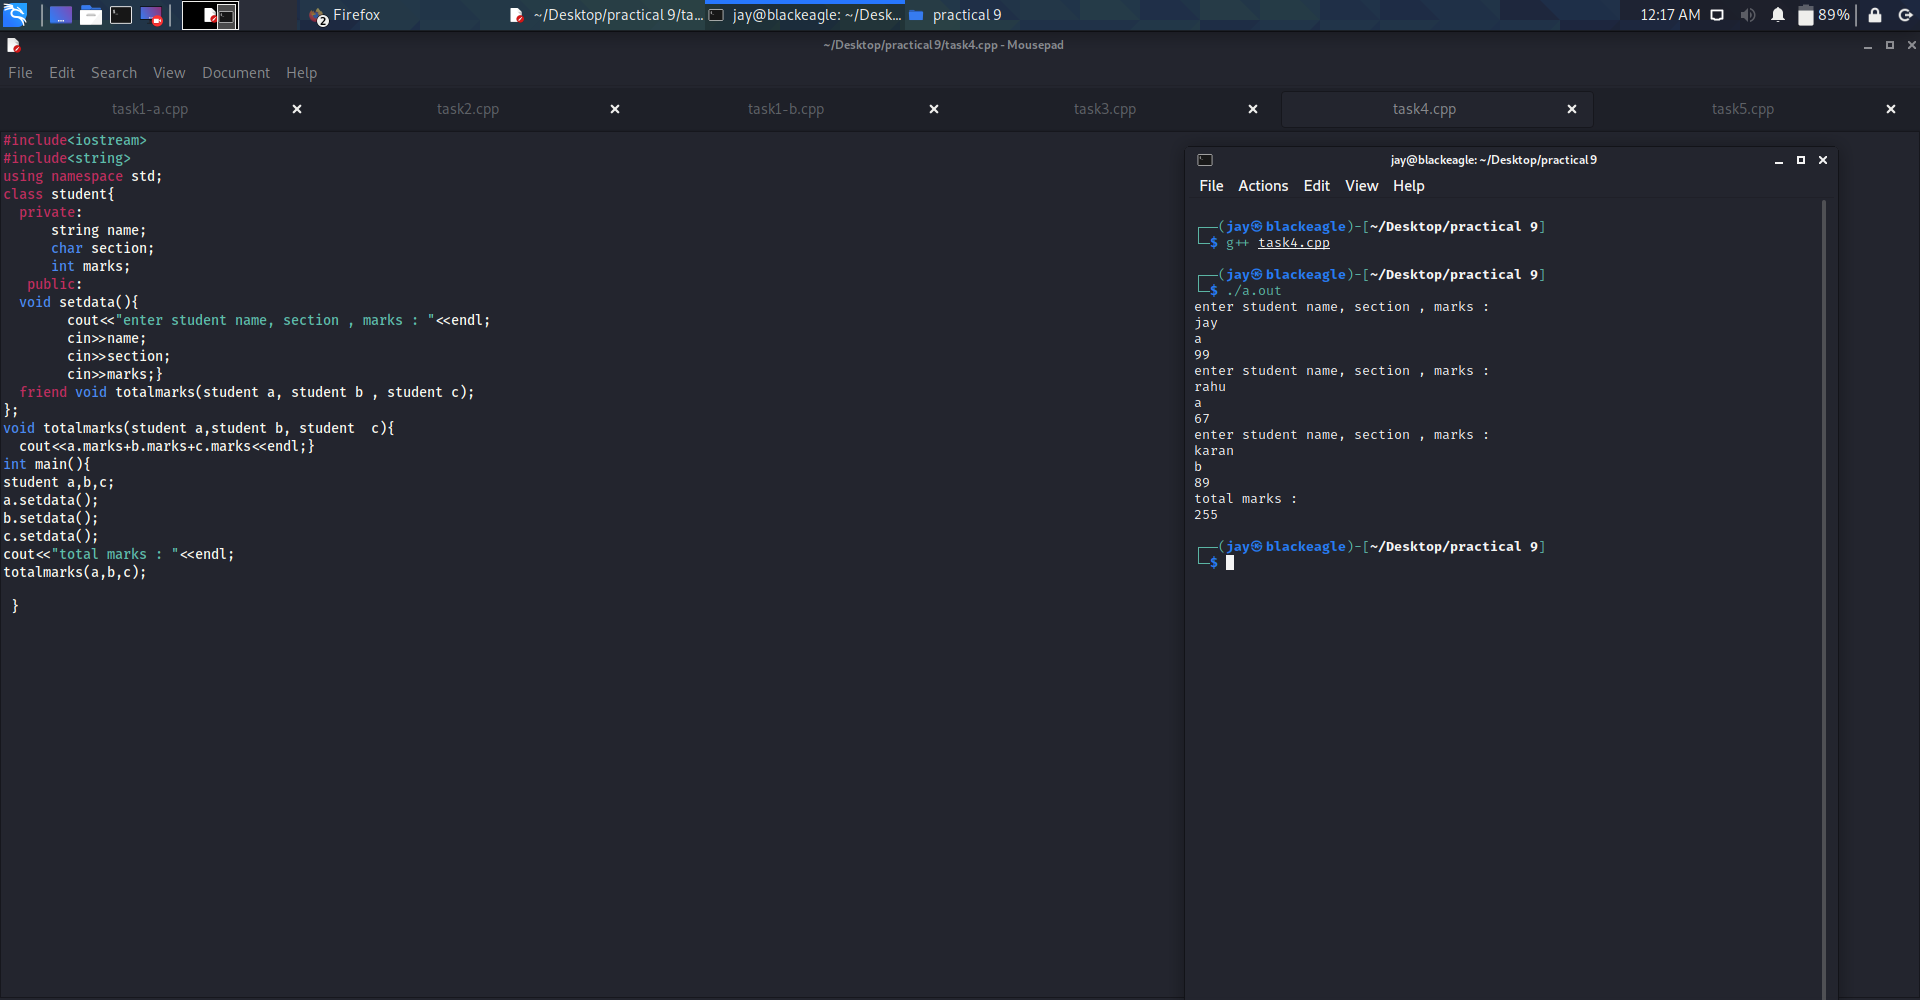 2 Firefox ~/Desktop/practical 9/ta... jay@blackeagle: ~/Desk... practical 9 12:17 AM 89%
~/Desktop/practical 9/task4.cpp - Mousepad
File Edit Search View Document Help
task1-a.cpp task2.cpp task1-b.cpp task3.cpp task4.cpp task5.cpp
#include<iostream>
#include<string>
using namespace std;
class student{
  private:
      string name;
      char section;
      int marks;
   public:
  void setdata(){
        cout<<"enter student name, section , marks : "<<endl;
        cin>>name;
        cin>>section;
        cin>>marks;}
  friend void totalmarks(student a, student b , student c);
};
void totalmarks(student a,student b, student  c){
  cout<<a.marks+b.marks+c.marks<<endl;}
int main(){
student a,b,c;
a.setdata();
b.setdata();
c.setdata();
cout<<"total marks : "<<endl;
totalmarks(a,b,c);
 }
jay@blackeagle: ~/Desktop/practical 9
File Actions Edit View Help
┌──(jay㉿blackeagle)-[~/Desktop/practical 9]
└─$ g++ task4.cpp
┌──(jay㉿blackeagle)-[~/Desktop/practical 9]
└─$ ./a.out
enter student name, section , marks :
jay
a
99
enter student name, section , marks :
rahu
a
67
enter student name, section , marks :
karan
b
89
total marks :
255
┌──(jay㉿blackeagle)-[~/Desktop/practical 9]
└─$